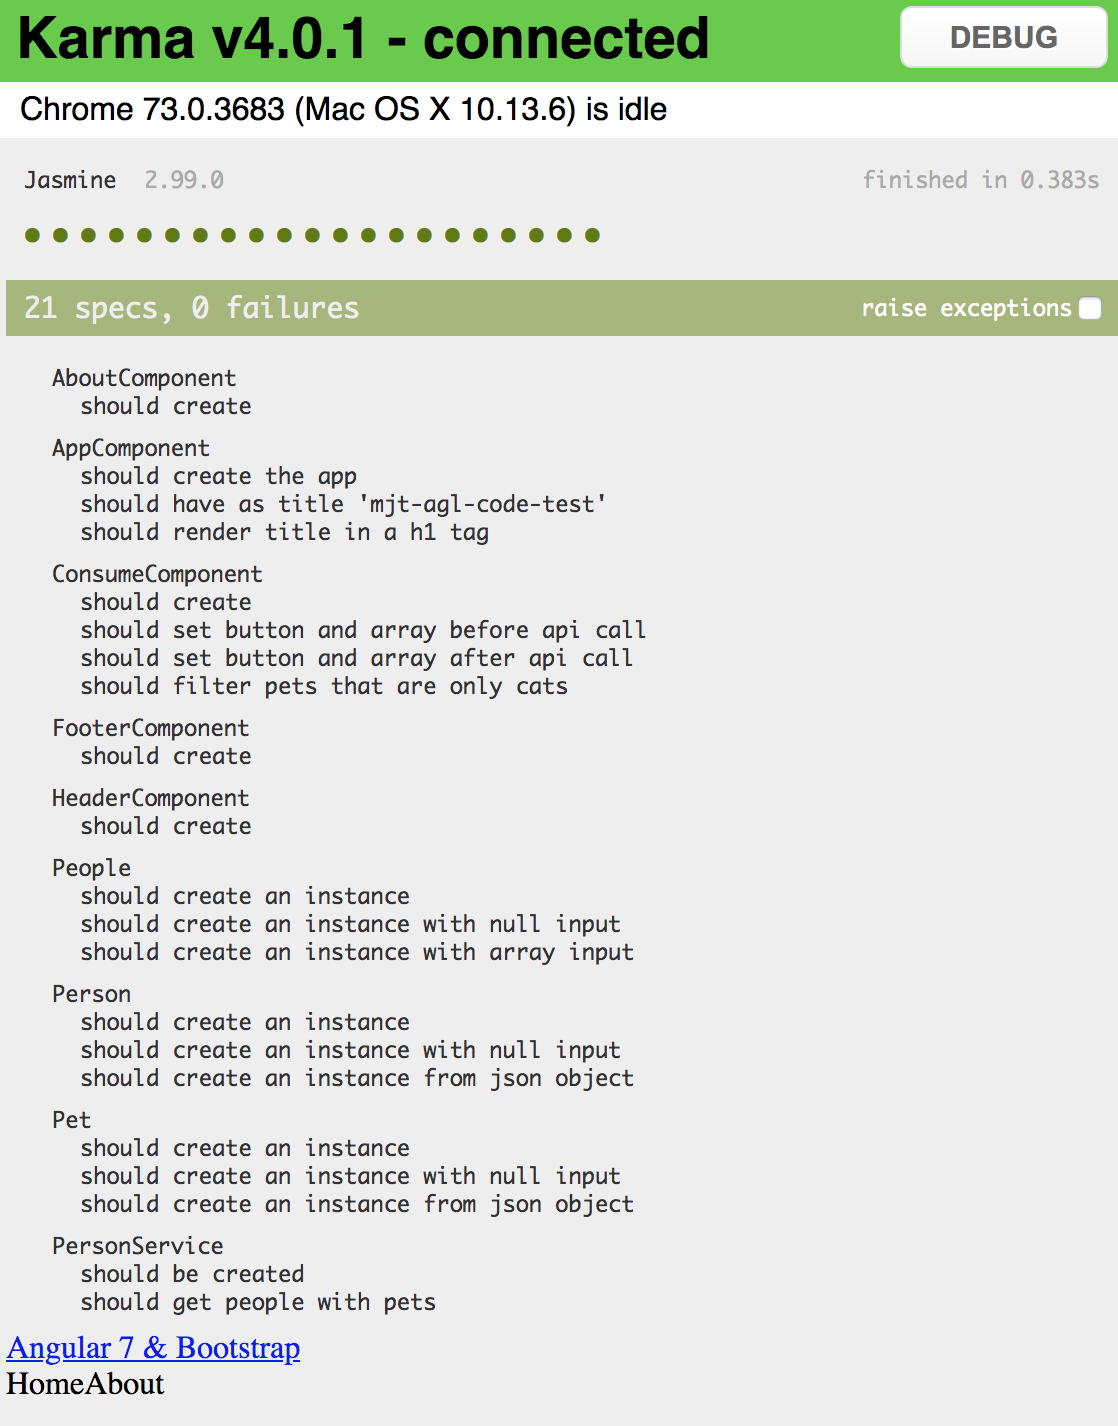 Karma v4.0.1 - connected
DEBUG
Chrome 73.0.3683 (Mac OS X 10.13.6) is idle
Jasmine 2.99.0
finished in 0.383s
21 specs, 0 failures
raise exceptions
AboutComponent
should create
AppComponent
should create the app
should have as title 'mjt-agl-code-test'
should render title in a h1 tag
ConsumeComponent
should create
should set button and array before api call
should set button and array after api call
should filter pets that are only cats
FooterComponent
should create
HeaderComponent
should create
People
should create an instance
should create an instance with null input
should create an instance with array input
Person
should create an instance
should create an instance with null input
should create an instance from json object
Pet
should create an instance
should create an instance with null input
should create an instance from json object
PersonService
should be created
should get people with pets
Angular 7 & Bootstrap
HomeAbout